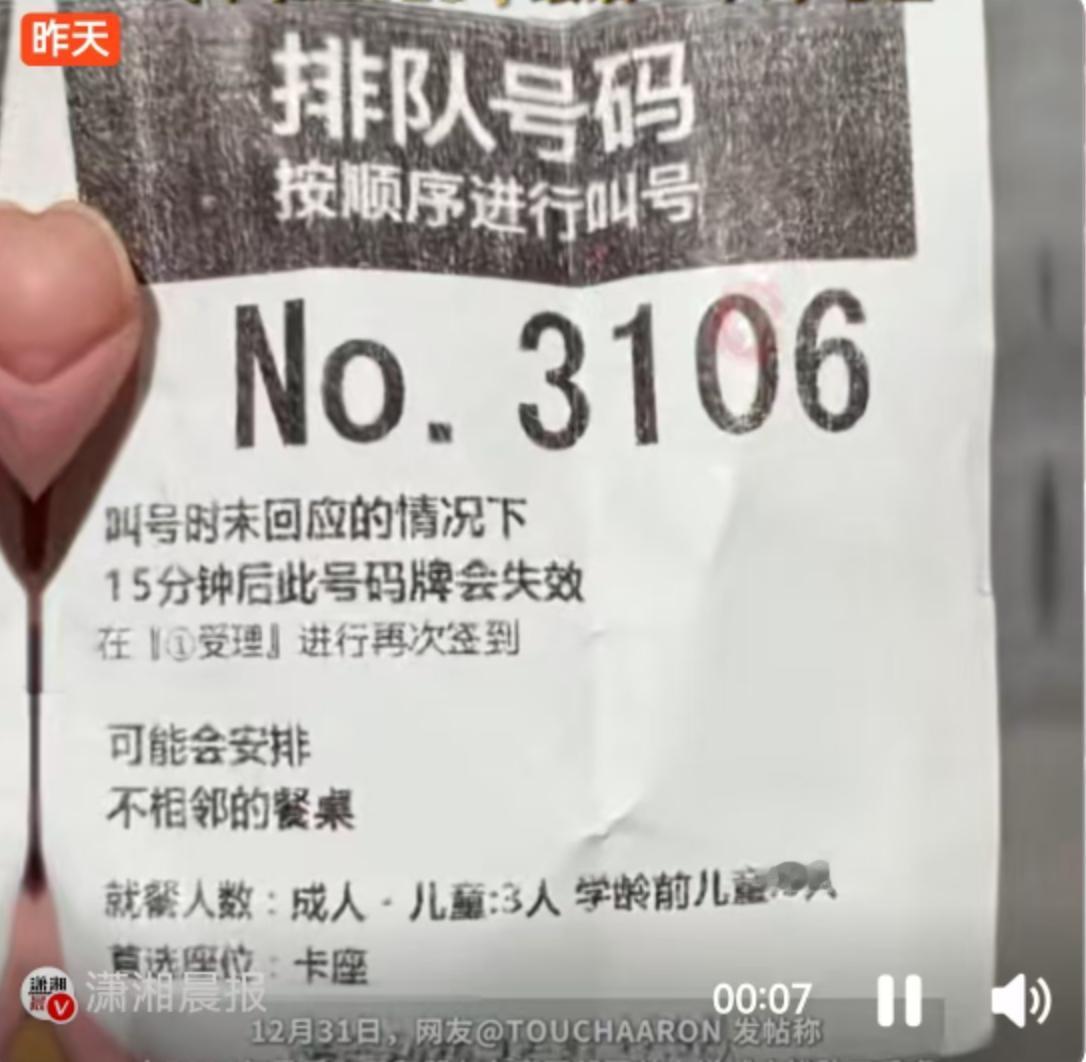 昨天
排队号码
按顺序进行叫号
No. 3106
叫号时未回应的情况下
15分钟后此号码牌会失效
在『①受理』进行再次签到
可能会安排
不相邻的餐桌
就餐人数：成人·儿童:3人 学龄前儿童
首选座位：卡座
潇湘晨报
00:07
12月31日，网友@TOUCHAARON 发帖称